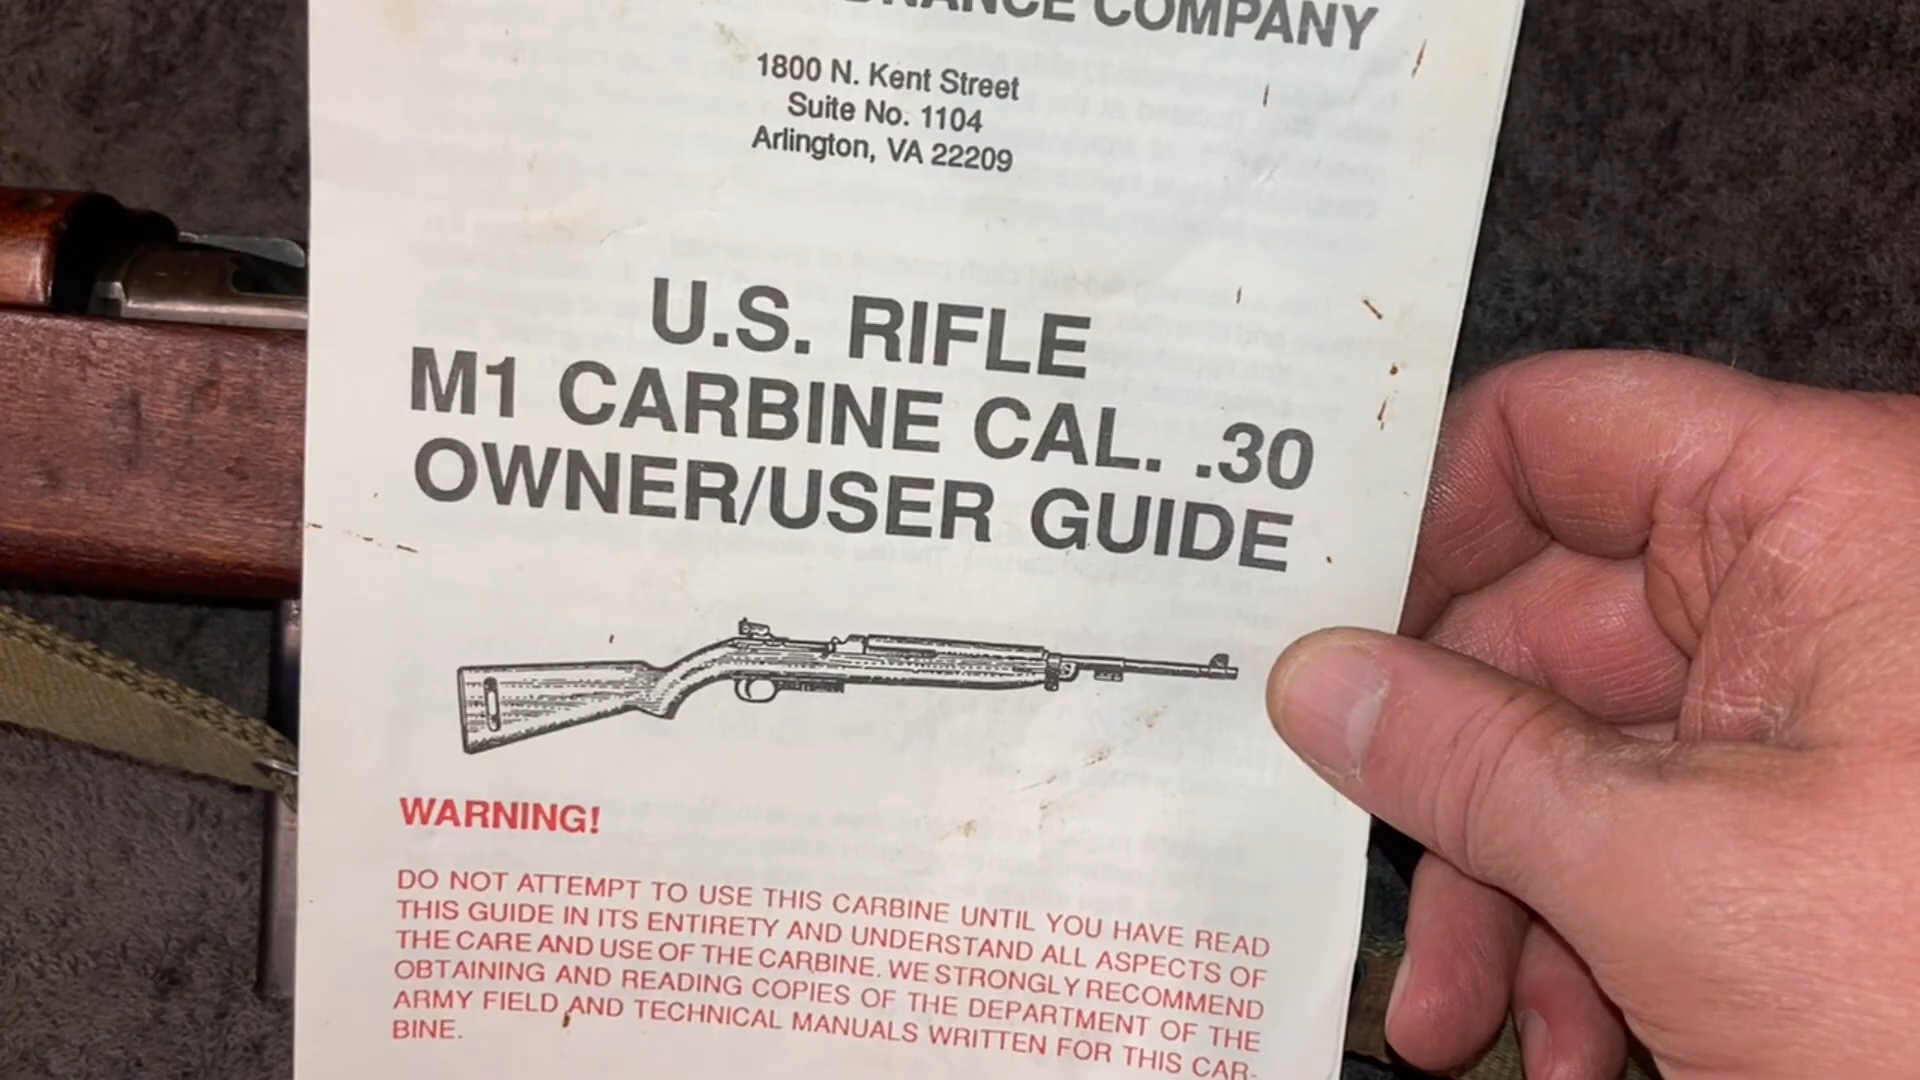 COMPANY
1800 N. Kent Street
Suite No. 1104
Arlington, VA 22209
U.S. RIFLE
M1 CARBINE CAL. .30
OWNER/USER GUIDE
WARNING!
DO NOT ATTEMPT TO USE THIS CARBINE UNTIL YOU HAVE READ
THIS GUIDE IN ITS ENTIRETY AND UNDERSTAND ALL ASPECTS OF
THE CARE AND USE OF THE CARBINE. WE STRONGLY RECOMMEND
OBTAINING AND READING COPIES OF THE DEPARTMENT OF THE
ARMY FIELD AND TECHNICAL MANUALS WRITTEN FOR THIS CAR-
BINE.